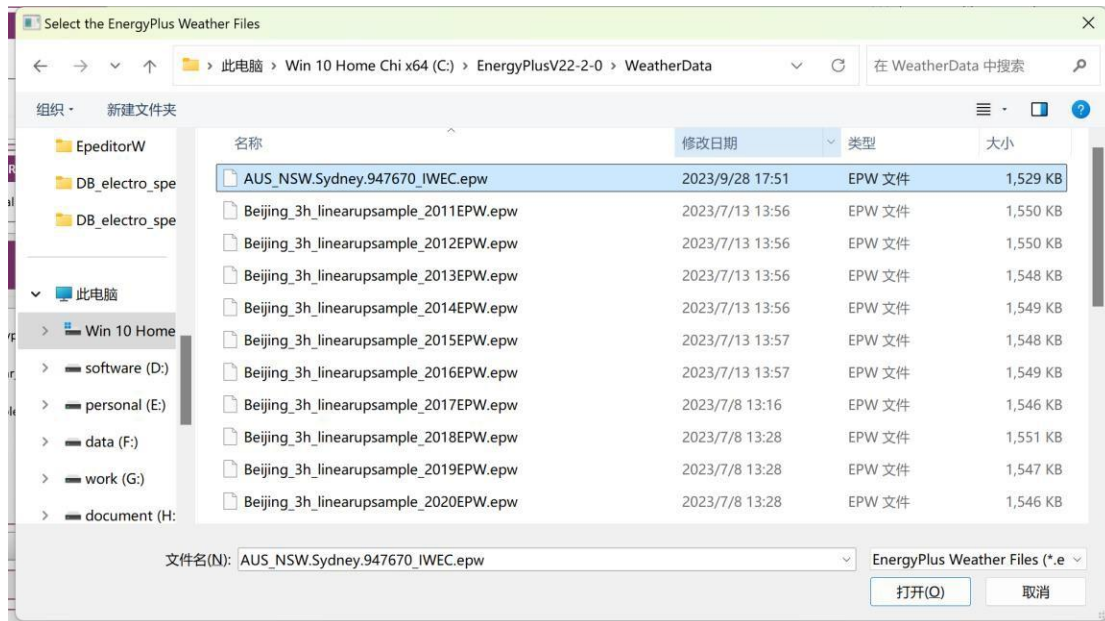 Select the EnergyPlus Weather Files
此电脑 > Win 10 Home Chi x64 (C:) > EnergyPlusV22-2-0 > WeatherData 在 WeatherData 中搜索
组织 新建文件夹
名称 修改日期 类型 大小
EpeditorW
DB_electro_spe
DB_electro_spe
此电脑
Win 10 Home
software (D:)
personal (E:)
data (F:)
work (G:)
document (H:
AUS_NSW.Sydney.947670_IWEC.epw 2023/9/28 17:51 EPW 文件 1,529 KB
Beijing_3h_linearupsample_2011EPW.epw 2023/7/13 13:56 EPW 文件 1,550 KB
Beijing_3h_linearupsample_2012EPW.epw 2023/7/13 13:56 EPW 文件 1,550 KB
Beijing_3h_linearupsample_2013EPW.epw 2023/7/13 13:56 EPW 文件 1,548 KB
Beijing_3h_linearupsample_2014EPW.epw 2023/7/13 13:56 EPW 文件 1,549 KB
Beijing_3h_linearupsample_2015EPW.epw 2023/7/13 13:57 EPW 文件 1,548 KB
Beijing_3h_linearupsample_2016EPW.epw 2023/7/13 13:57 EPW 文件 1,549 KB
Beijing_3h_linearupsample_2017EPW.epw 2023/7/8 13:16 EPW 文件 1,546 KB
Beijing_3h_linearupsample_2018EPW.epw 2023/7/8 13:28 EPW 文件 1,551 KB
Beijing_3h_linearupsample_2019EPW.epw 2023/7/8 13:28 EPW 文件 1,547 KB
Beijing_3h_linearupsample_2020EPW.epw 2023/7/8 13:28 EPW 文件 1,546 KB
文件名(N): AUS_NSW.Sydney.947670_IWEC.epw EnergyPlus Weather Files (*.e
打开(O) 取消